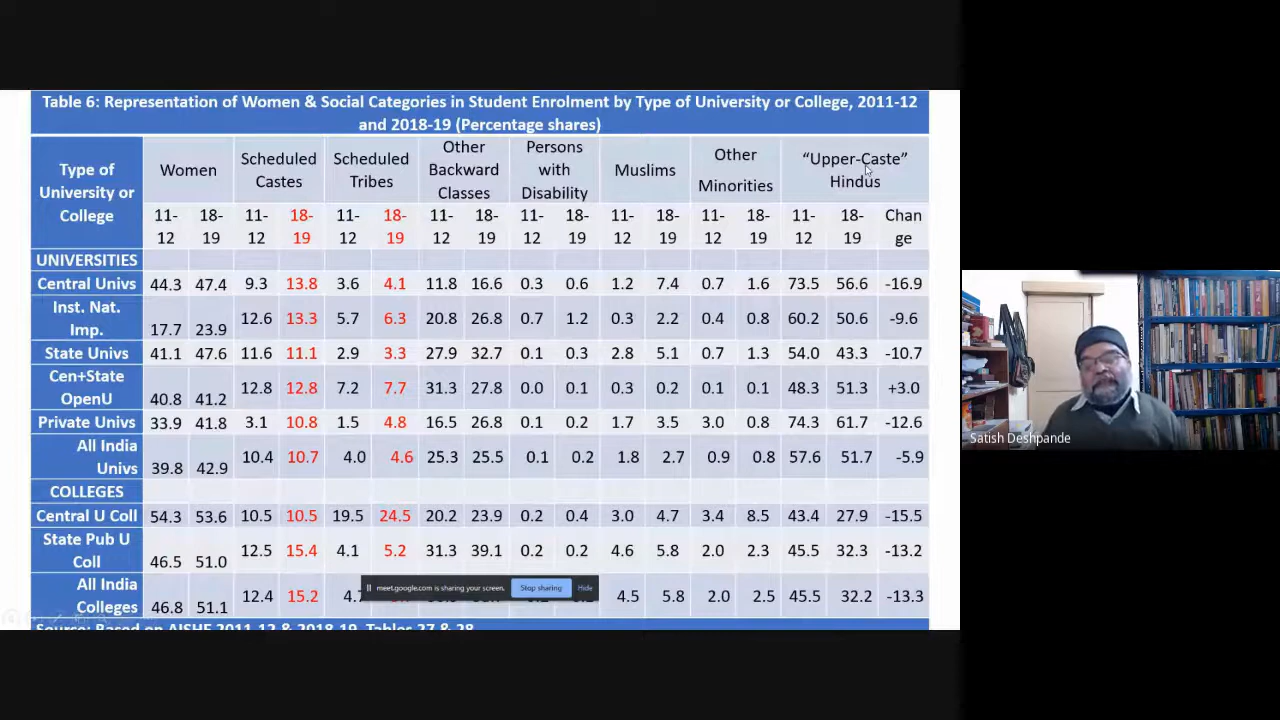 Table 6: Representation of Women & Social Categories in Student Enrolment by Type of University or College, 2011-12
and 2018-19 (Percentage shares)
Type of University or College Women Scheduled Castes Scheduled Tribes Other Backward Classes Persons with Disability Muslims Other Minorities “Upper-Caste” Hindus
11-12 18-19 11-12 18-19 11-12 18-19 11-12 18-19 11-12 18-19 11-12 18-19 11-12 18-19 11-12 18-19 Change
UNIVERSITIES
Central Univs 44.3 47.4 9.3 13.8 3.6 4.1 11.8 16.6 0.3 0.6 1.2 7.4 0.7 1.6 73.5 56.6 -16.9
Inst. Nat. Imp. 17.7 23.9 12.6 13.3 5.7 6.3 20.8 26.8 0.7 1.2 0.3 2.2 0.4 0.8 60.2 50.6 -9.6
State Univs 41.1 47.6 11.6 11.1 2.9 3.3 27.9 32.7 0.1 0.3 2.8 5.1 0.7 1.3 54.0 43.3 -10.7
Cen+State OpenU 40.8 41.2 12.8 12.8 7.2 7.7 31.3 27.8 0.0 0.1 0.3 0.2 0.1 0.1 48.3 51.3 +3.0
Private Univs 33.9 41.8 3.1 10.8 1.5 4.8 16.5 26.8 0.1 0.2 1.7 3.5 3.0 0.8 74.3 61.7 -12.6
All India Univs 39.8 42.9 10.4 10.7 4.0 4.6 25.3 25.5 0.1 0.2 1.8 2.7 0.9 0.8 57.6 51.7 -5.9
COLLEGES
Central U Coll 54.3 53.6 10.5 10.5 19.5 24.5 20.2 23.9 0.2 0.4 3.0 4.7 3.4 8.5 43.4 27.9 -15.5
State Pub U Coll 46.5 51.0 12.5 15.4 4.1 5.2 31.3 39.1 0.2 0.2 4.6 5.8 2.0 2.3 45.5 32.3 -13.2
meet.google.com is sharing your screen. Stop sharing Hide
All India Colleges 46.8 51.1 12.4 15.2 4.5 5.8 2.0 2.5 45.5 32.2 -13.3
Source: Based on AISHE 2011-12 & 2018-19, Tables 27 & 28
Satish Deshpande